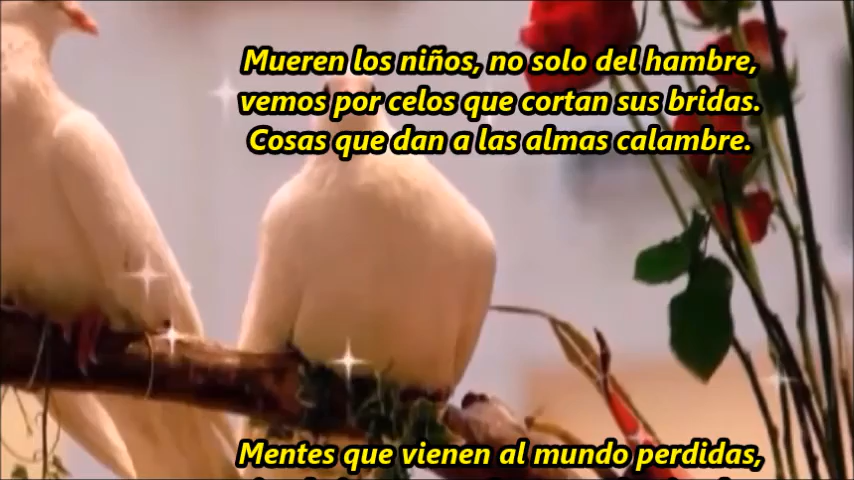 Mueren los niños, no solo del hambre,
vemos por celos que cortan sus bridas.
Cosas que dan a las almas calambre.
Mentes que vienen al mundo perdidas,